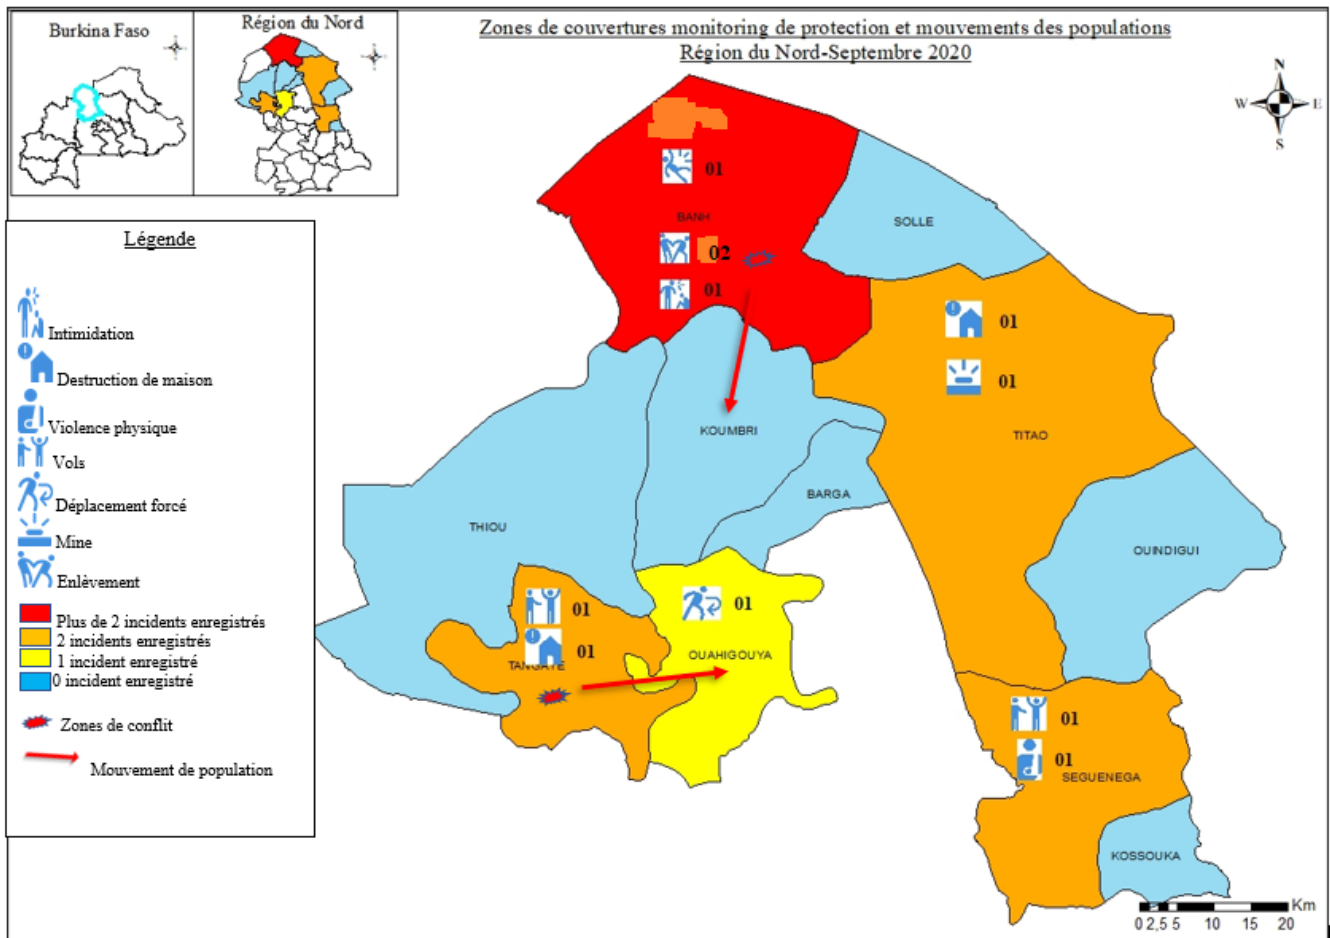 Burkina Faso
Région du Nord
Zones de couvertures monitoring de protection et mouvements des populations
Région du Nord-Septembre 2020
N
W
E
S
Légende
Intimidation
Destruction de maison
Violence physique
Vols
Déplacement forcé
Mine
Enlèvement
Plus de 2 incidents enregistrés
2 incidents enregistrés
1 incident enregistré
0 incident enregistré
Zones de conflit
Mouvement de population
01
BANH
02
01
SOLLE
01
01
TITAO
KOUMBRI
BARGA
THIOU
OUINDIGUI
01
01
TANGAYE
01
OUAHIGOUYA
01
01
SEGUENEGA
KOSSOUKA
Km
0 2,5 5 10 15 20